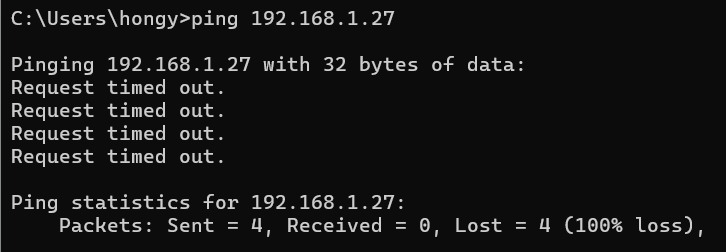 C:\Users\hongy>ping 192.168.1.27
Pinging 192.168.1.27 with 32 bytes of data:
Request timed out.
Request timed out.
Request timed out.
Request timed out.
Ping statistics for 192.168.1.27:
    Packets: Sent = 4, Received = 0, Lost = 4 (100% loss),